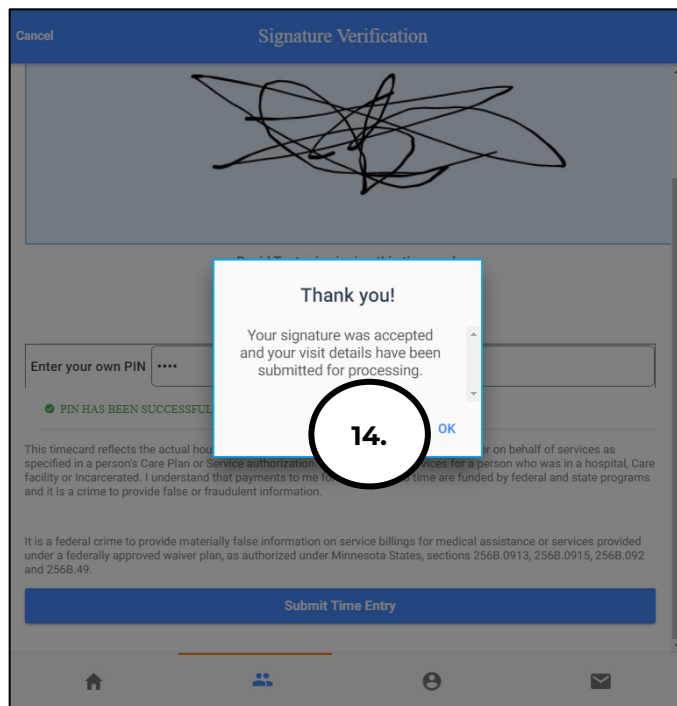 Cancel
Signature Verification
Thank you!
Your signature was accepted
and your visit details have been
submitted for processing.
Enter your own PIN ••••
PIN HAS BEEN SUCCESSFUL
14.
OK
This timecard reflects the actual hou or on behalf of services as
specified in a person's Care Plan or Service authorization. vices for a person who was in a hospital, Care
facility or Incarcerated. I understand that payments to me fo time are funded by federal and state programs
and it is a crime to provide false or fraudulent information.
It is a federal crime to provide materially false information on service billings for medical assistance or services provided
under a federally approved waiver plan, as authorized under Minnesota States, sections 256B.0913, 256B.0915, 256B.092
and 256B.49.
Submit Time Entry